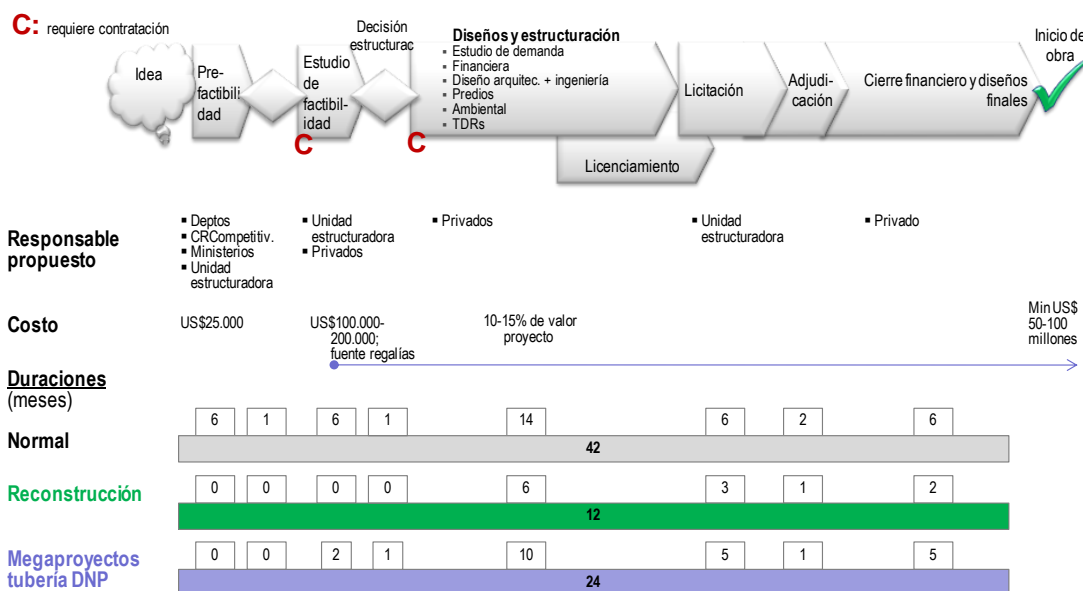 C: requiere contratación
Idea
Pre-
factibili
dad
Estudio
de
factibil-
idad
C
Decisión
estructurac
C
Diseños y estructuración
▪ Estudio de demanda
▪ Financiera
▪ Diseño arquitec. + ingeniería
▪ Predios
▪ Ambiental
▪ TDRs
Licenciamiento
Licitación
Adjudi-
cación
Cierre financiero y diseños
finales
Inicio de
obra
Responsable
propuesto
▪ Deptos
▪ CRCompetitiv.
▪ Ministerios
▪ Unidad
estructuradora
▪ Unidad
estructuradora
▪ Privados
▪ Privados
▪ Unidad
estructuradora
▪ Privado
Costo
US$25.000
US$100.000-
200.000;
fuente regalías
10-15% de valor
proyecto
Min US$
50-100
millones
Duraciones
(meses)
Normal
6 1 6 1 14 6 2 6
42
Reconstrucción
0 0 0 0 6 3 1 2
12
Megaproyectos
tubería DNP
0 0 2 1 10 5 1 5
24